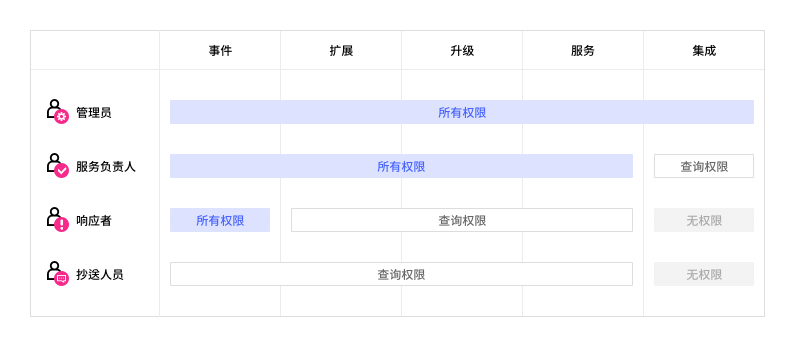 事件 扩展 升级 服务 集成
管理员 所有权限
服务负责人 所有权限 查询权限
响应者 所有权限 查询权限 无权限
抄送人员 查询权限 无权限